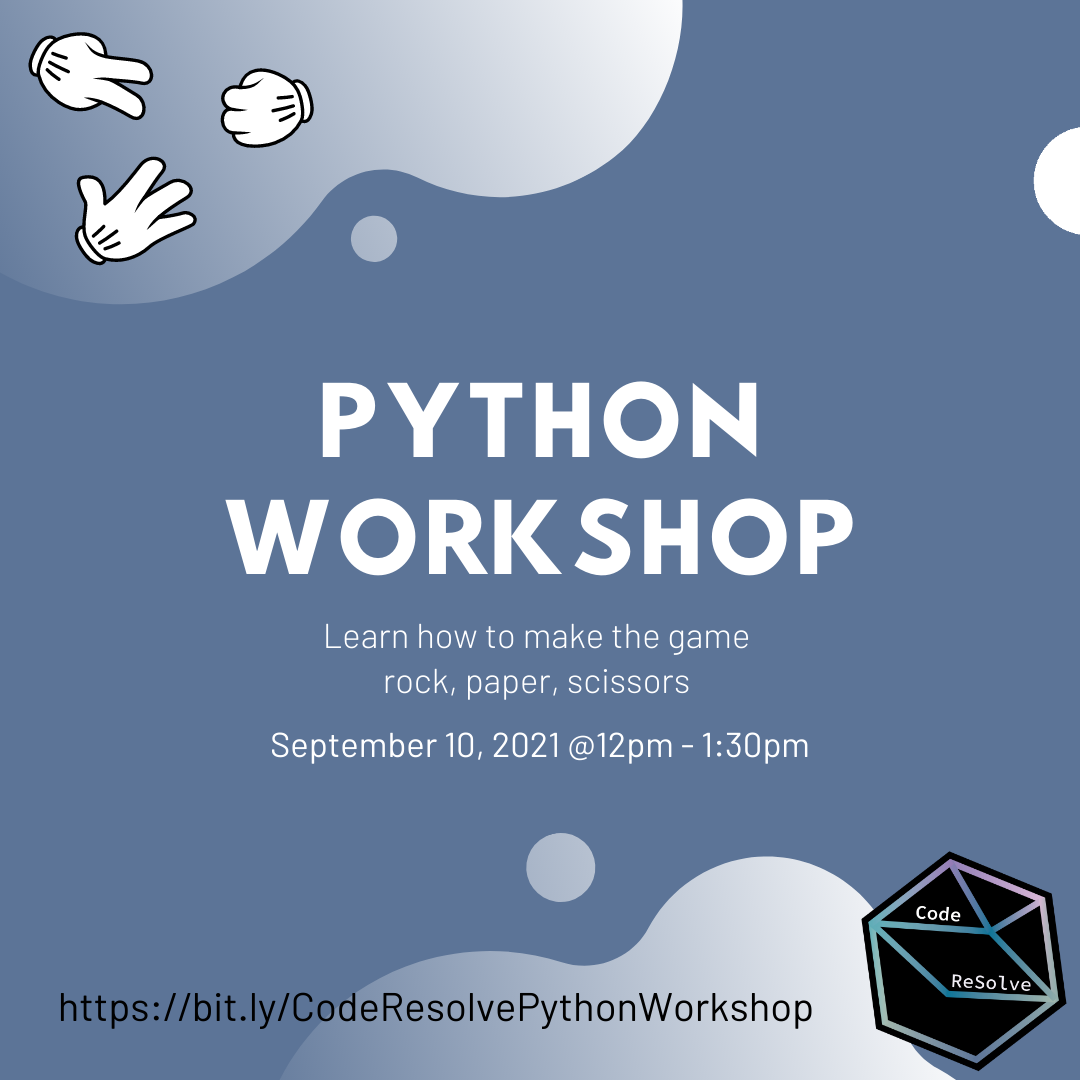 PYTHON
WORKSHOP
Learn how to make the game
rock, paper, scissors
September 10, 2021 @12pm - 1:30pm
Code
ReSolve
https://bit.ly/CodeResolvePythonWorkshop